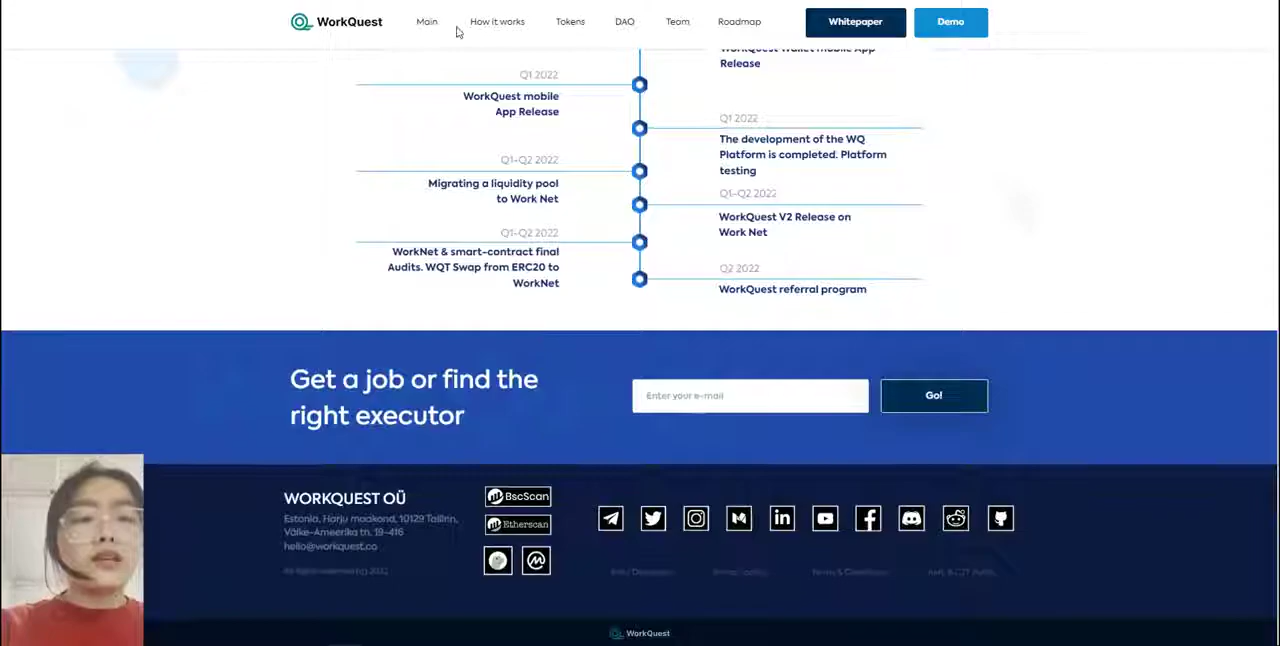 WorkQuest
Main
How it works
Tokens
DAO
Team
Roadmap
Whitepaper
Demo
WorkQuest Wallet mobile App
Release
Q1 2022
WorkQuest mobile
App Release
Q1 2022
The development of the WQ
Platform is completed. Platform
testing
Q1-Q2 2022
Migrating a liquidity pool
to Work Net
Q1-Q2 2022
WorkQuest V2 Release on
Work Net
Q1-Q2 2022
WorkNet & smart-contract final
Audits. WQT Swap from ERC20 to
WorkNet
Q2 2022
WorkQuest referral program
Get a job or find the
right executor
Enter your e-mail
Go!
WORKQUEST OÜ
Estonia, Harju maakond, 10129 Tallinn,
Väike-Ameerika tn. 19-416
hello@workquest.co
BscScan
Etherscan
Terms & Conditions
WorkQuest